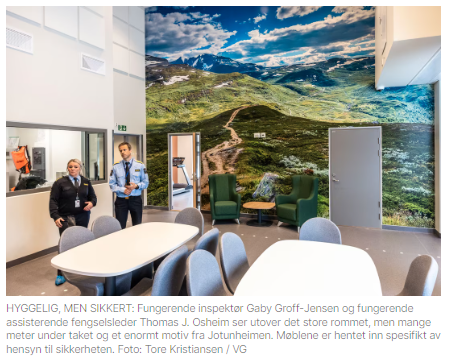 HYGGELIG, MEN SIKKERT: Fungerende inspektør Gaby Groff-Jensen og fungerende
assisterende fengselsleder Thomas J. Osheim ser utover det store rommet, med mange
meter under taket og et enormt motiv fra Jotunheimen. Møblene er hentet inn spesifikt av
hensyn til sikkerheten. Foto: Tore Kristiansen / VG